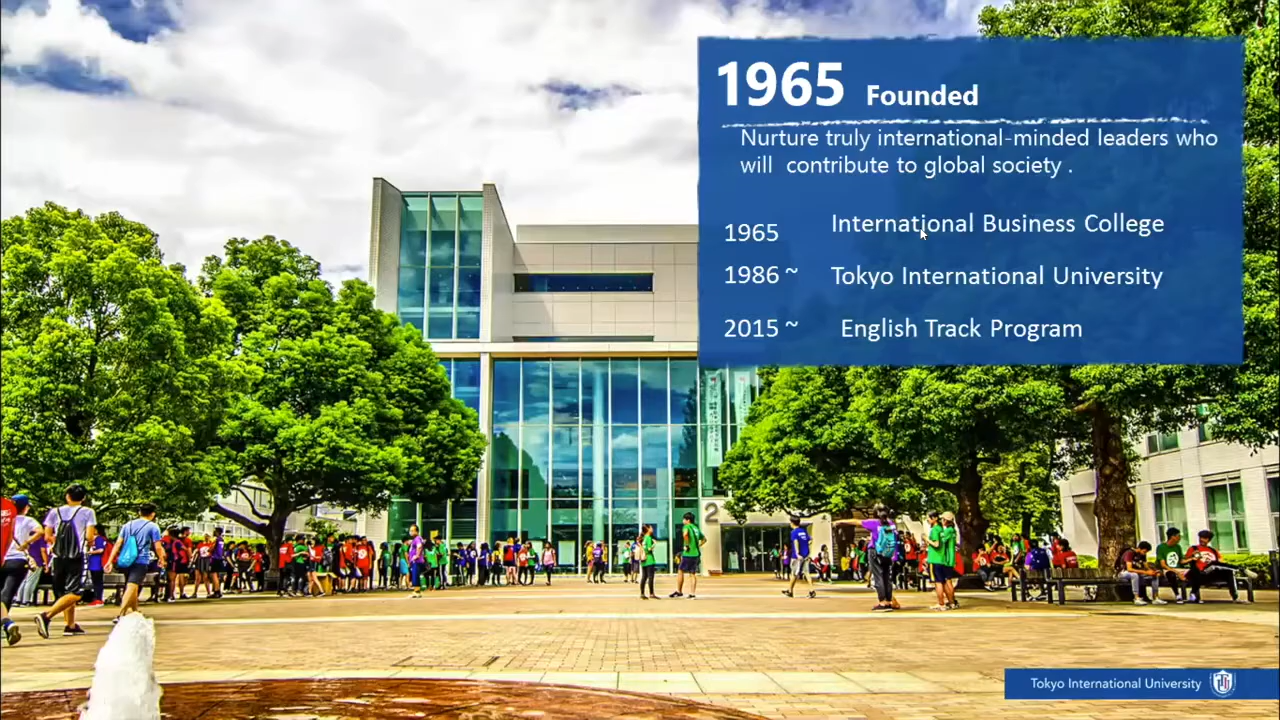 1965 Founded
Nurture truly international-minded leaders who
will contribute to global society .
1965 International Business College
1986 ~ Tokyo International University
2015 ~ English Track Program
2
Tokyo International University